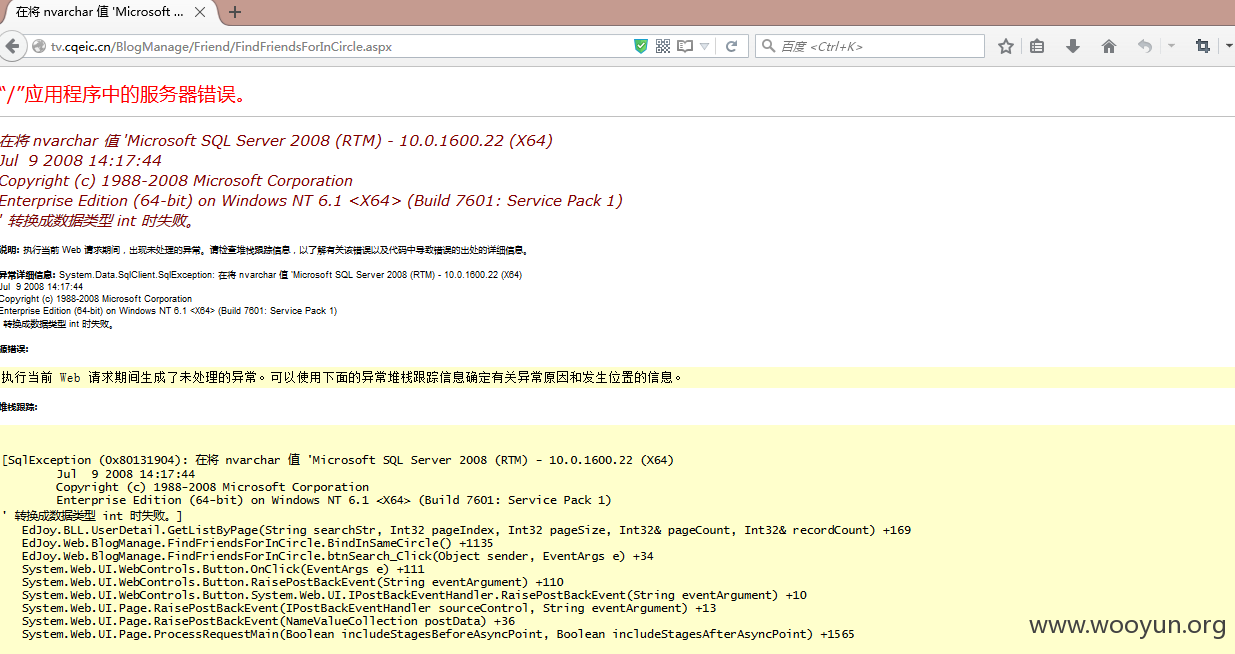 在将 nvarchar 值 'Microsoft ...
tv.cqeic.cn/BlogManage/Friend/FindFriendsForInCircle.aspx
百度 <Ctrl+K>
“/”应用程序中的服务器错误。
在将 nvarchar 值 'Microsoft SQL Server 2008 (RTM) - 10.0.1600.22 (X64)
Jul 9 2008 14:17:44
Copyright (c) 1988-2008 Microsoft Corporation
Enterprise Edition (64-bit) on Windows NT 6.1 <X64> (Build 7601: Service Pack 1)
' 转换成数据类型 int 时失败。
说明: 执行当前 Web 请求期间，出现未处理的异常。请检查堆栈跟踪信息，以了解有关该错误以及代码中导致错误的出处的详细信息。
异常详细信息: System.Data.SqlClient.SqlException: 在将 nvarchar 值 'Microsoft SQL Server 2008 (RTM) - 10.0.1600.22 (X64)
Jul 9 2008 14:17:44
Copyright (c) 1988-2008 Microsoft Corporation
Enterprise Edition (64-bit) on Windows NT 6.1 <X64> (Build 7601: Service Pack 1)
' 转换成数据类型 int 时失败。
源错误:
执行当前 Web 请求期间生成了未处理的异常。可以使用下面的异常堆栈跟踪信息确定有关异常原因和发生位置的信息。
堆栈跟踪:
[SqlException (0x80131904): 在将 nvarchar 值 'Microsoft SQL Server 2008 (RTM) - 10.0.1600.22 (X64)
Jul 9 2008 14:17:44
Copyright (c) 1988-2008 Microsoft Corporation
Enterprise Edition (64-bit) on Windows NT 6.1 <X64> (Build 7601: Service Pack 1)
' 转换成数据类型 int 时失败。]
EdJoy.BLL.UserDetail.GetListByPage(String searchStr, Int32 pageIndex, Int32 pageSize, Int32& pageCount, Int32& recordCount) +169
EdJoy.Web.BlogManage.FindFriendsForInCircle.BindInSameCircle() +1135
EdJoy.Web.BlogManage.FindFriendsForInCircle.btnSearch_Click(Object sender, EventArgs e) +34
System.Web.UI.WebControls.Button.OnClick(EventArgs e) +111
System.Web.UI.WebControls.Button.RaisePostBackEvent(String eventArgument) +110
System.Web.UI.WebControls.Button.System.Web.UI.IPostBackEventHandler.RaisePostBackEvent(String eventArgument) +10
System.Web.UI.Page.RaisePostBackEvent(IPostBackEventHandler sourceControl, String eventArgument) +13
System.Web.UI.Page.RaisePostBackEvent(NameValueCollection postData) +36
System.Web.UI.Page.ProcessRequestMain(Boolean includeStagesBeforeAsyncPoint, Boolean includeStagesAfterAsyncPoint) +1565
www.wooyun.org